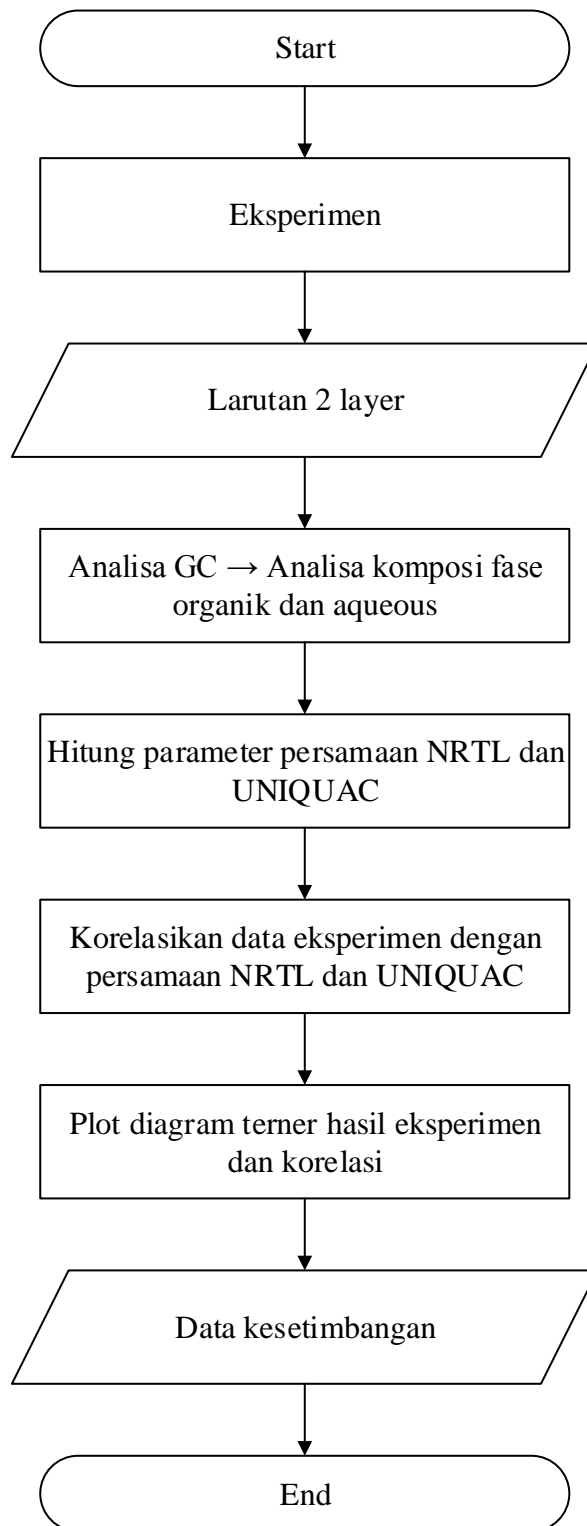 Start
Eksperimen
Larutan 2 layer
Analisa GC → Analisa komposi fase
organik dan aqueous
Hitung parameter persamaan NRTL dan
UNIQUAC
Korelasikan data eksperimen dengan
persamaan NRTL dan UNIQUAC
Plot diagram terner hasil eksperimen
dan korelasi
Data kesetimbangan
End